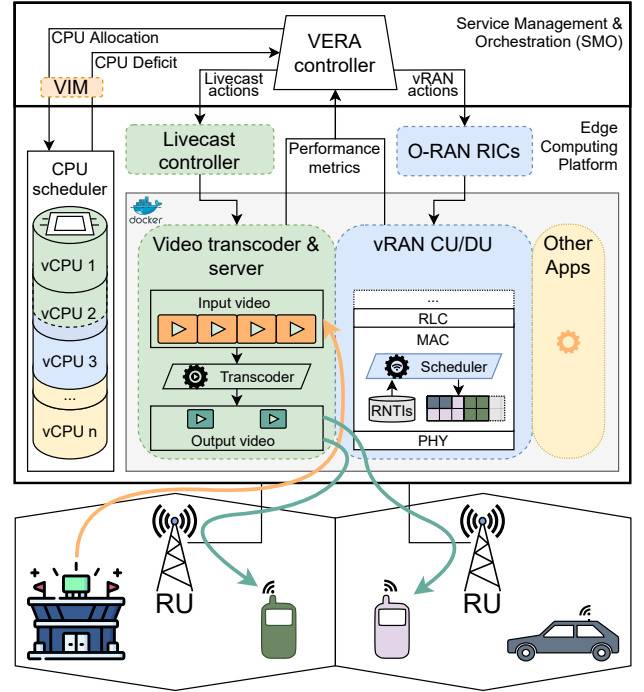 CPU Allocation
CPU Deficit
VIM
VERA
controller
Service Management &
Orchestration (SMO)
Livecast
actions
vRAN
actions
Livecast
controller
Performance
metrics
O-RAN RICs
Edge
Computing
Platform
CPU
scheduler
vCPU 1
vCPU 2
vCPU 3
...
vCPU n
docker
Video transcoder &
server
Input video
Transcoder
Output video
vRAN CU/DU
...
RLC
MAC
Scheduler
RNTIs
PHY
Other
Apps
RU
RU